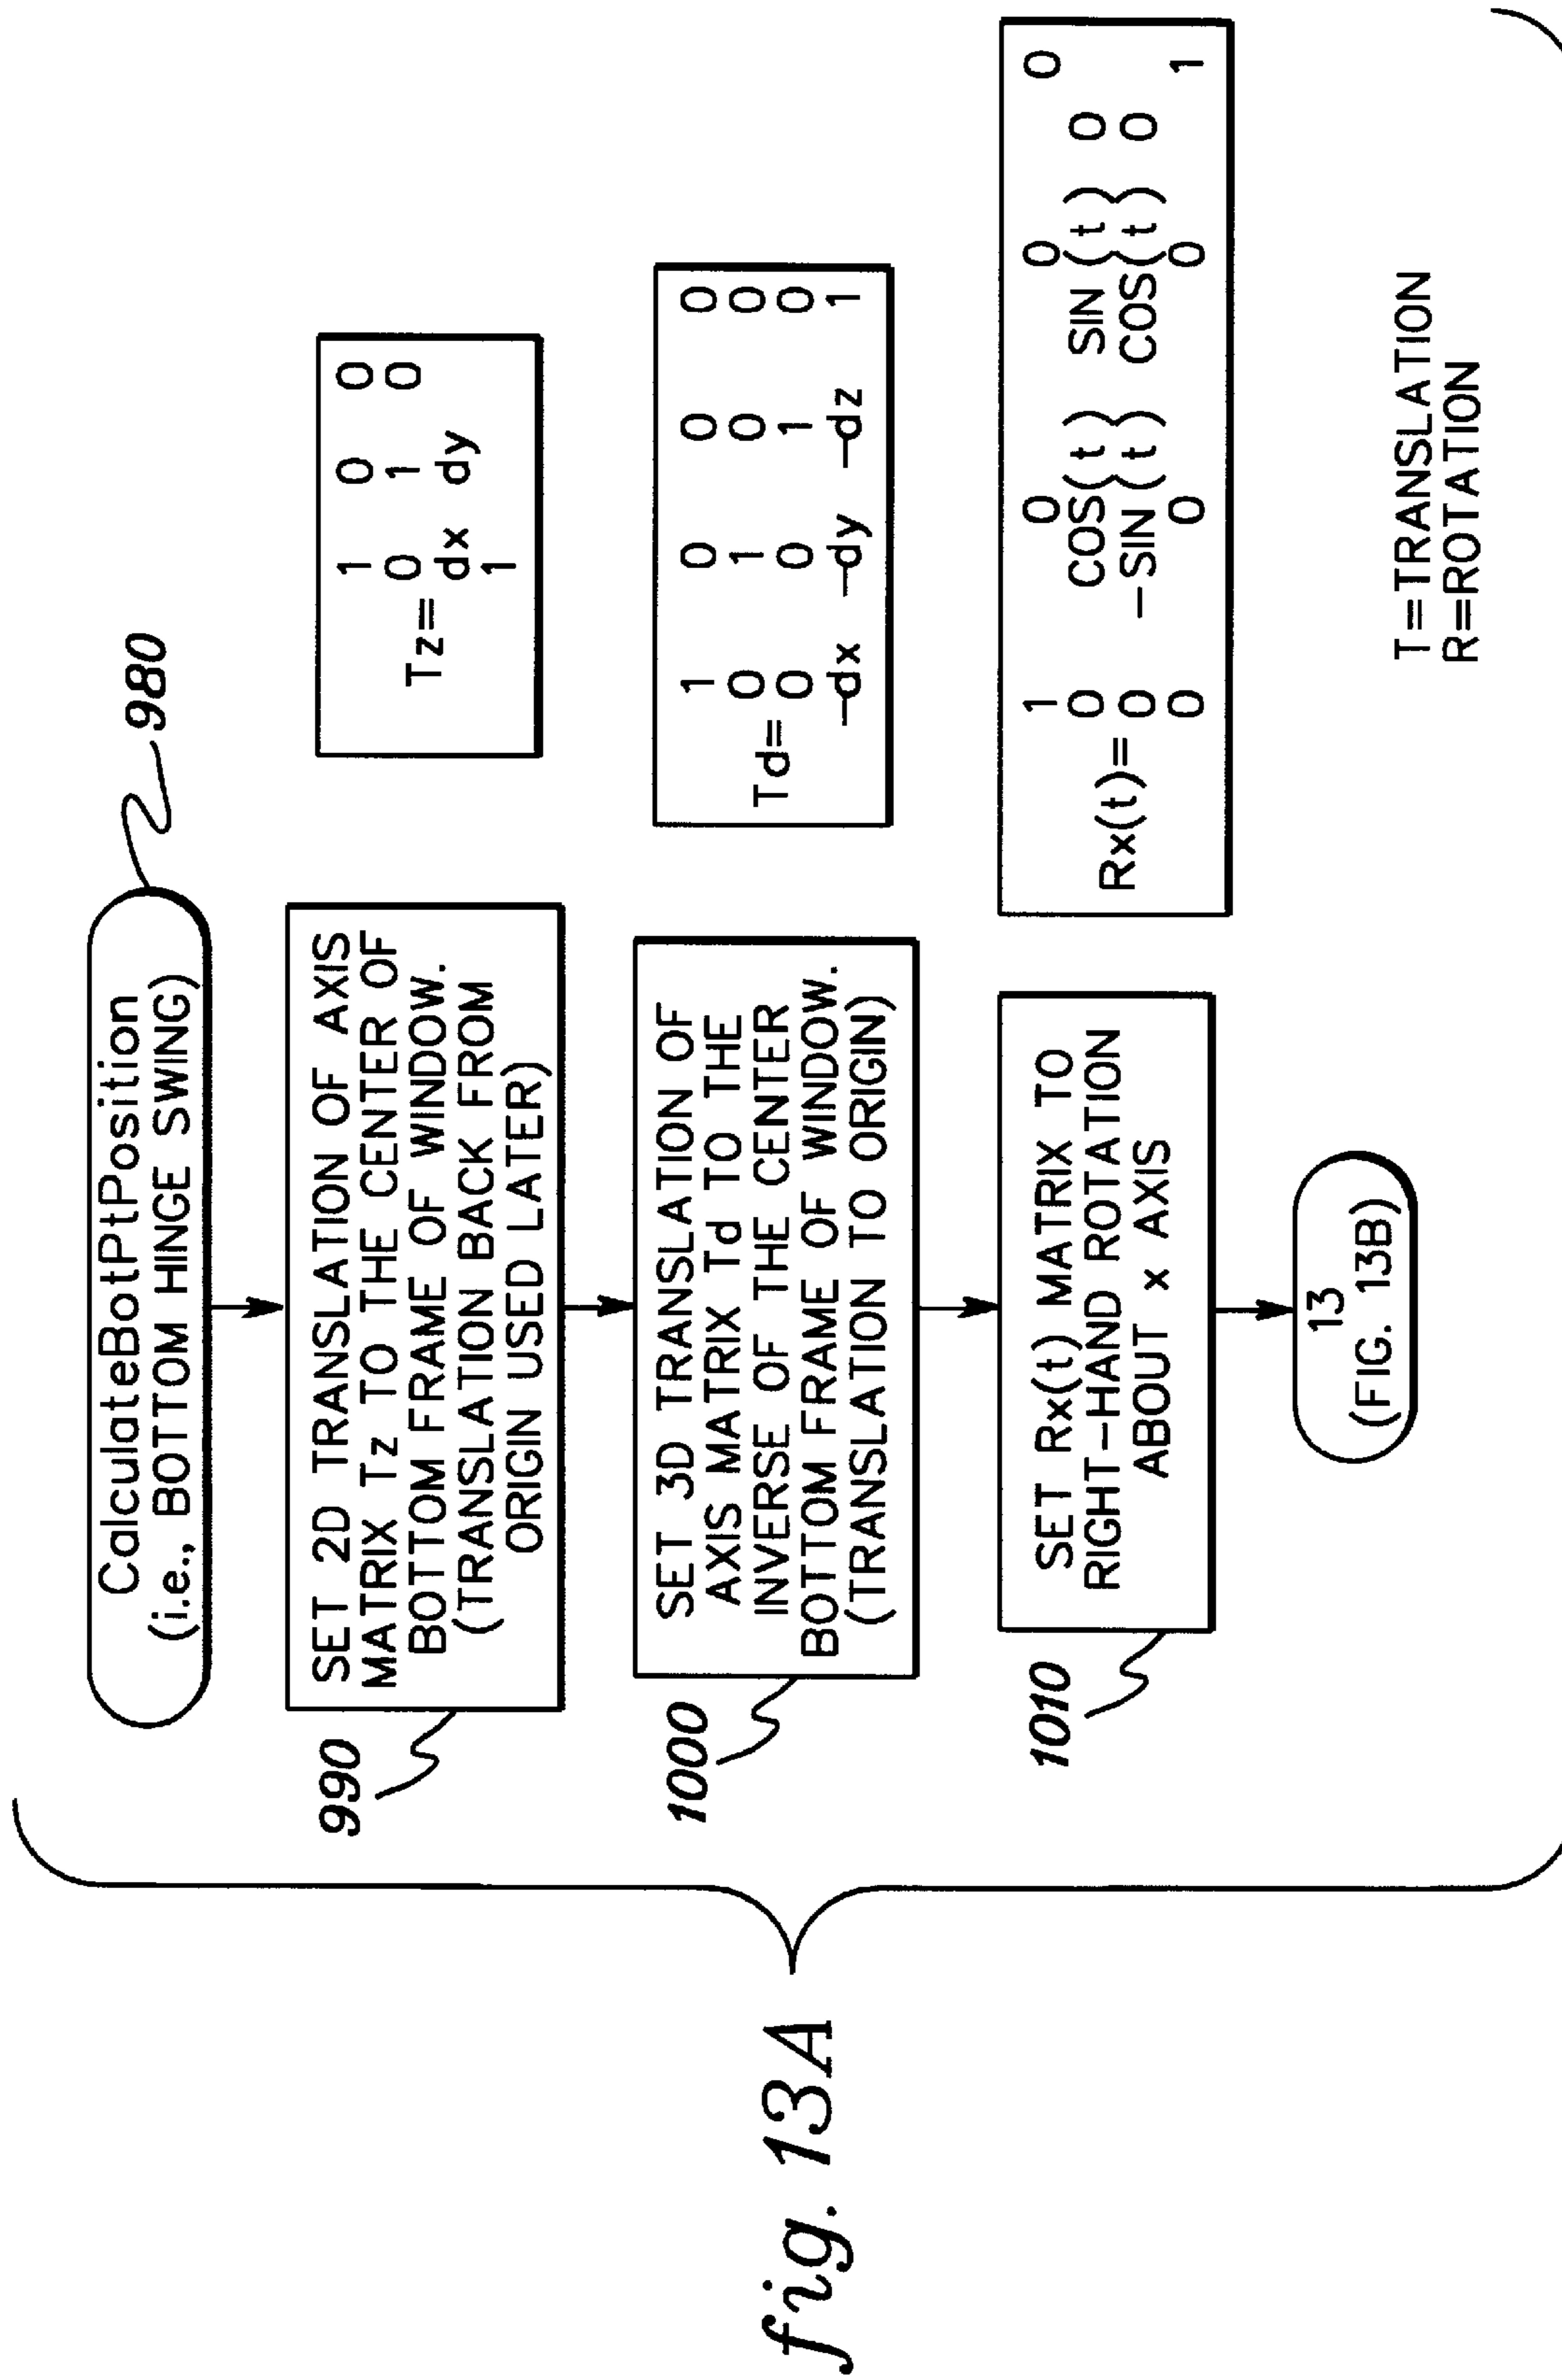 CalculateBotPtPosition
(i.e., BOTTOM HINGE SWING)
980
990
SET 2D TRANSLATION OF AXIS
MATRIX Tz TO THE CENTER OF
BOTTOM FRAME OF WINDOW.
(TRANSLATION BACK FROM
ORIGIN USED LATER)
1 0 0
Tz= 0 1 0
dx dy
1
1000
SET 3D TRANSLATION OF
AXIS MATRIX Td TO THE
INVERSE OF THE CENTER
BOTTOM FRAME OF WINDOW.
(TRANSLATION TO ORIGIN)
1 0 0 0
Td= 0 1 0 0
0 0 1 0
-dx -dy -dz 1
1010
SET Rx(t) MATRIX TO
RIGHT-HAND ROTATION
ABOUT x AXIS
1 0 0 0
Rx(t)= 0 COS(t) SIN (t) 0
0 -SIN (t) COS(t) 0
0 0 0 1
13
(FIG. 13B)
T=TRANSLATION
R=ROTATION
fig. 13A